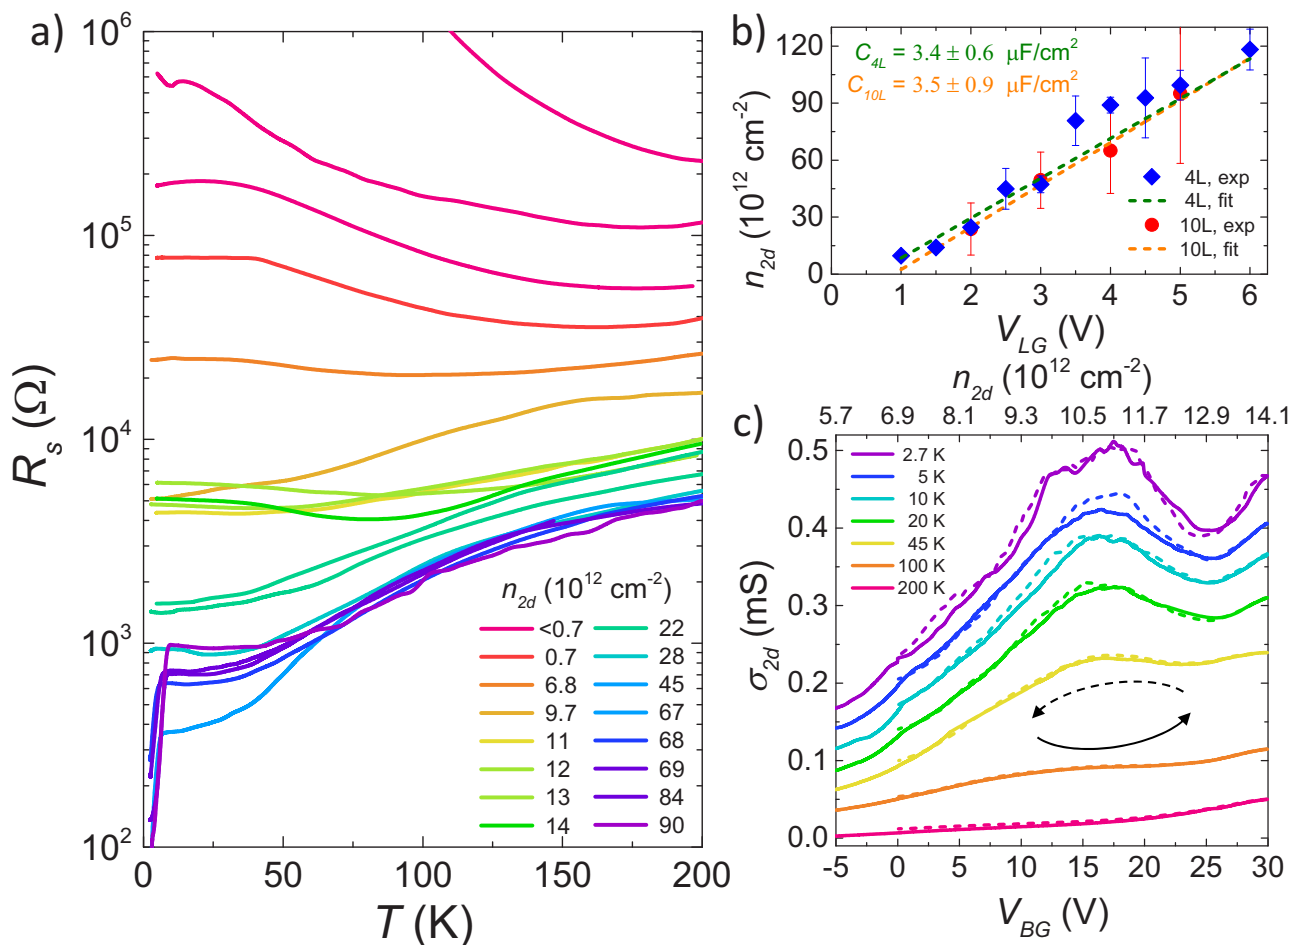 a)
10^6
10^5
10^4
10^3
10^2
R_s (Ω)
0 50 100 150 200
T (K)
n_2d (10^12 cm^-2)
<0.7 22
0.7 28
6.8 45
9.7 67
11 68
12 69
13 84
14 90
b)
C_4L = 3.4 ± 0.6 μF/cm^2
C_10L = 3.5 ± 0.9 μF/cm^2
120
90
60
30
0
n_2d (10^12 cm^-2)
4L, exp
4L, fit
10L, exp
10L, fit
0 1 2 3 4 5 6
V_LG (V)
n_2d (10^12 cm^-2)
5.7 6.9 8.1 9.3 10.5 11.7 12.9 14.1
c)
0.5
0.4
0.3
0.2
0.1
0.0
σ_2d (mS)
2.7 K
5 K
10 K
20 K
45 K
100 K
200 K
-5 0 5 10 15 20 25 30
V_BG (V)